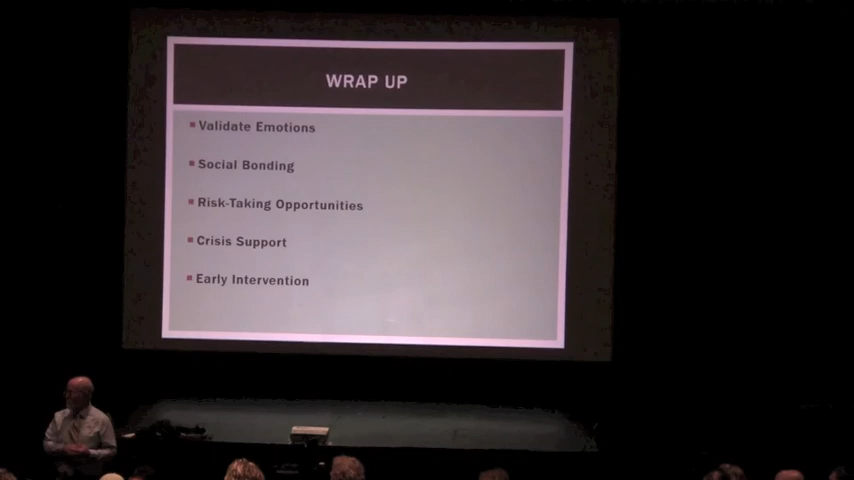 WRAP UP
Validate Emotions
Social Bonding
Risk-Taking Opportunities
Crisis Support
Early Intervention